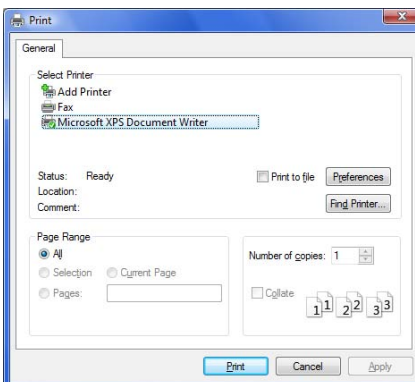 Print
General
Select Printer
Add Printer
Fax
Microsoft XPS Document Writer
Status: Ready
Print to file
Preferences
Location:
Comment:
Find Printer...
Page Range
All
Selection
Current Page
Pages:
Number of copies: 1
Collate
1 1 2 2 3 3
Print
Cancel
Apply